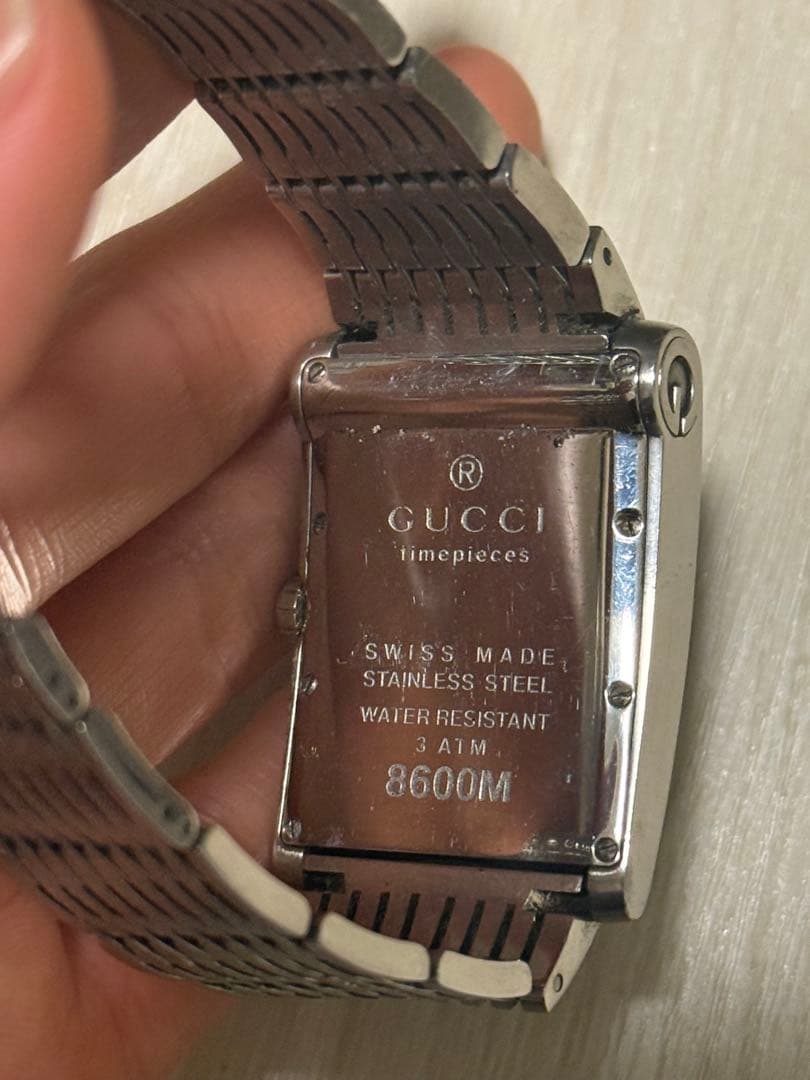 ®
GUCCI
timepieces
SWISS MADE
STAINLESS STEEL
WATER RESISTANT
3 ATM
8600M